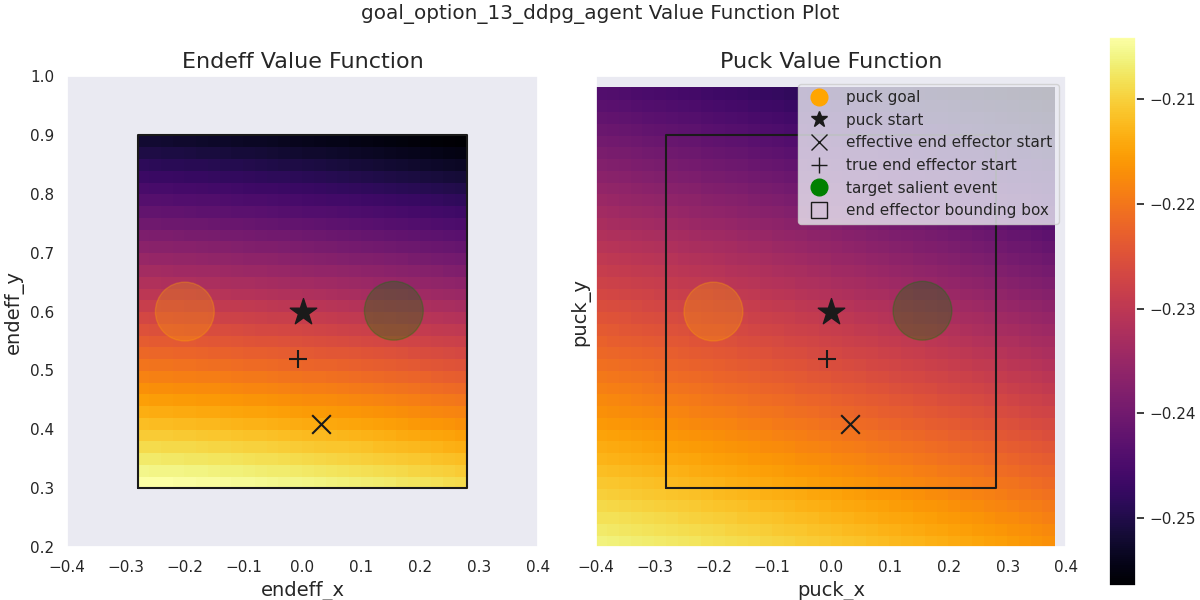 goal_option_13_ddpg_agent Value Function Plot
Endeff Value Function
endeff_y
1.0
0.9
0.8
0.7
0.6
0.5
0.4
0.3
0.2
−0.4 −0.3 −0.2 −0.1 0.0 0.1 0.2 0.3 0.4
endeff_x
Puck Value Function
puck_y
puck goal
puck start
effective end effector start
true end effector start
target salient event
end effector bounding box
−0.4 −0.3 −0.2 −0.1 0.0 0.1 0.2 0.3 0.4
puck_x
−0.21
−0.22
−0.23
−0.24
−0.25